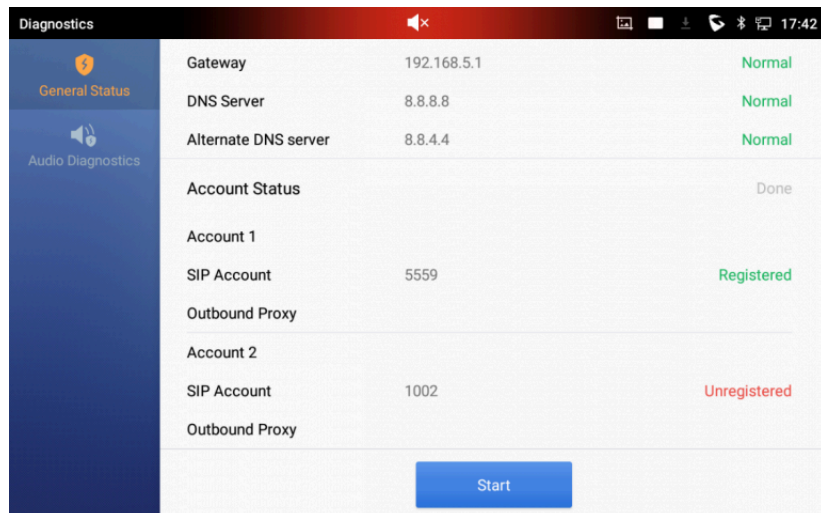 Diagnostics 17:42
General Status
Audio Diagnostics
Gateway 192.168.5.1 Normal
DNS Server 8.8.8.8 Normal
Alternate DNS server 8.8.4.4 Normal
Account Status Done
Account 1
SIP Account 5559 Registered
Outbound Proxy
Account 2
SIP Account 1002 Unregistered
Outbound Proxy
Start